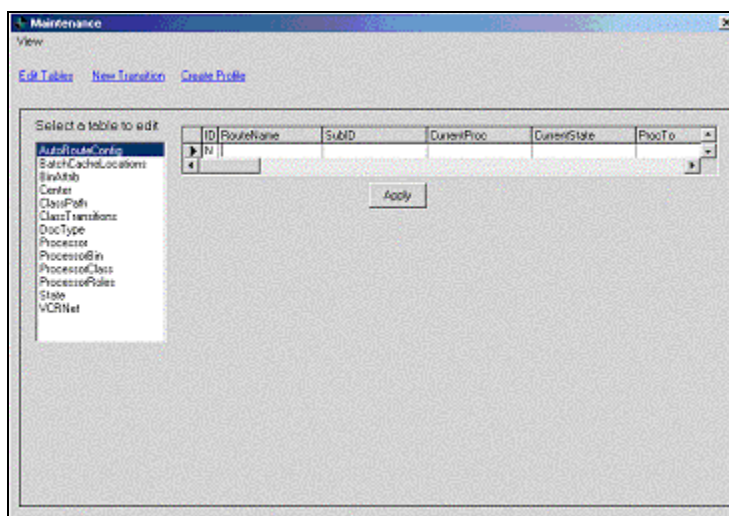 Maintenance
View
Edit Tables New Transition Create Profile
Select a table to edit
ID RouteName SubID CurrentProc CurrentState ProcTo
N
AutoRouteConfig
BatchCacheLocations
BinAttrib
Center
ClassPath
ClassTransitions
DocType
Processor
ProcessorBin
ProcessorClass
ProcessorRoles
State
VCRNet
Apply